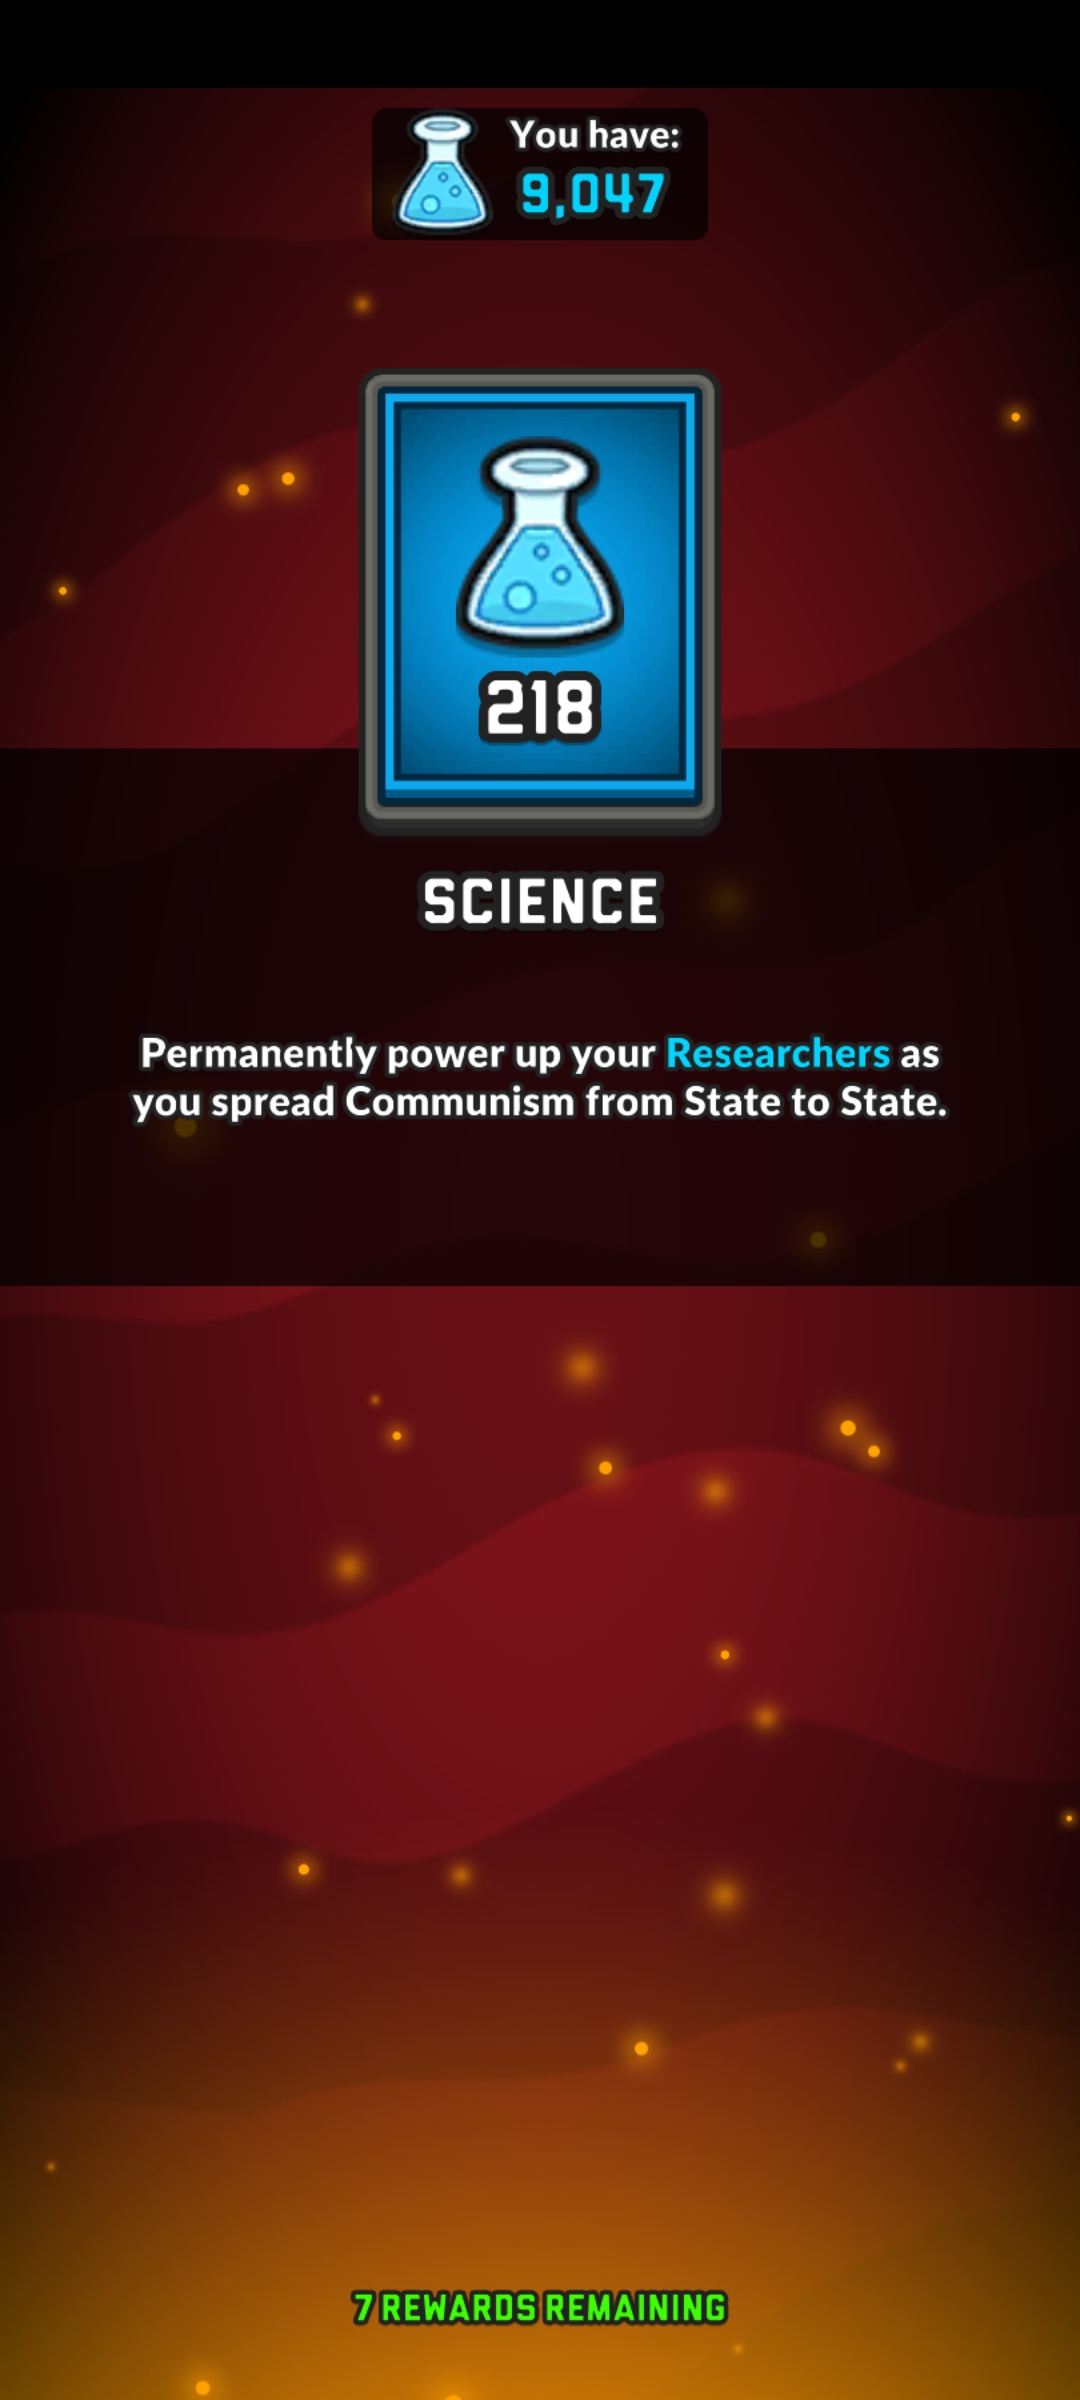 You have:
9,047
218
SCIENCE
Permanently power up your Researchers as
you spread Communism from State to State.
7 REWARDS REMAINING